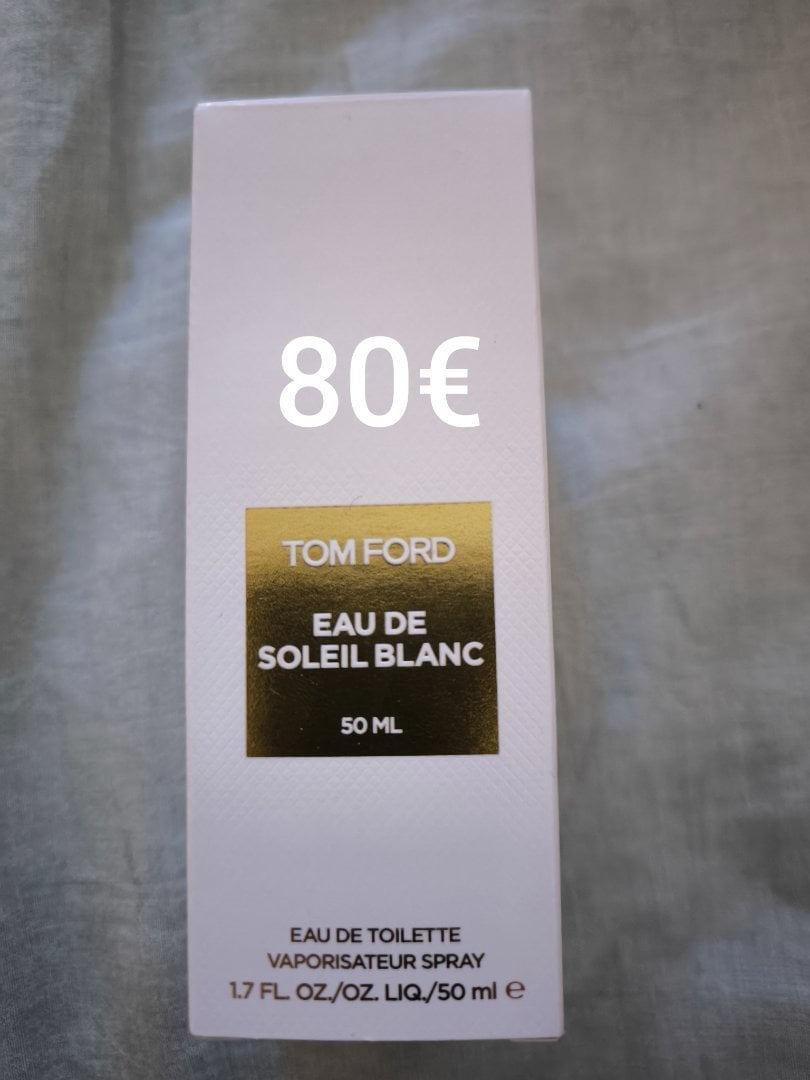 80€
TOM FORD
EAU DE
SOLEIL BLANC
50 ML
EAU DE TOILETTE
VAPORISATEUR SPRAY
1.7 FL. OZ./OZ. LIQ./50 ml ℮